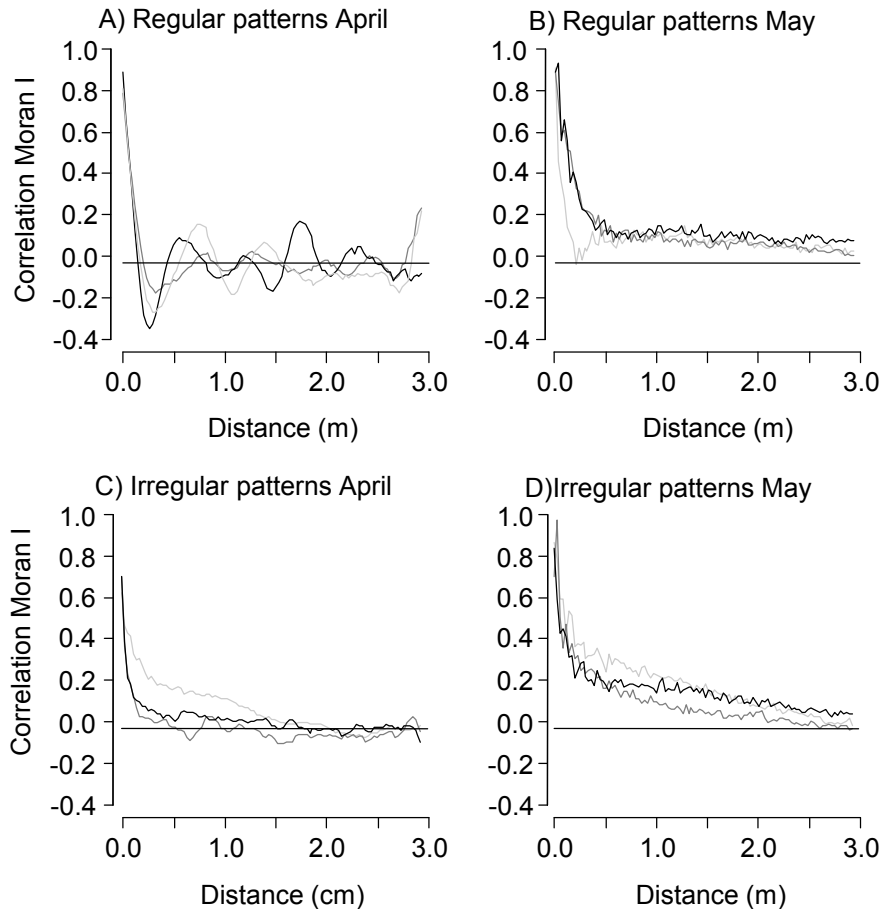 A) Regular patterns April
B) Regular patterns May
Correlation Moran I
1.0
0.8
0.6
0.4
0.2
0.0
-0.2
-0.4
0.0 1.0 2.0 3.0
Distance (m)
1.0
0.8
0.6
0.4
0.2
0.0
-0.2
-0.4
0.0 1.0 2.0 3.0
Distance (m)
C) Irregular patterns April
D)Irregular patterns May
Correlation Moran I
1.0
0.8
0.6
0.4
0.2
0.0
-0.2
-0.4
0.0 1.0 2.0 3.0
Distance (cm)
1.0
0.8
0.6
0.4
0.2
0.0
-0.2
-0.4
0.0 1.0 2.0 3.0
Distance (m)